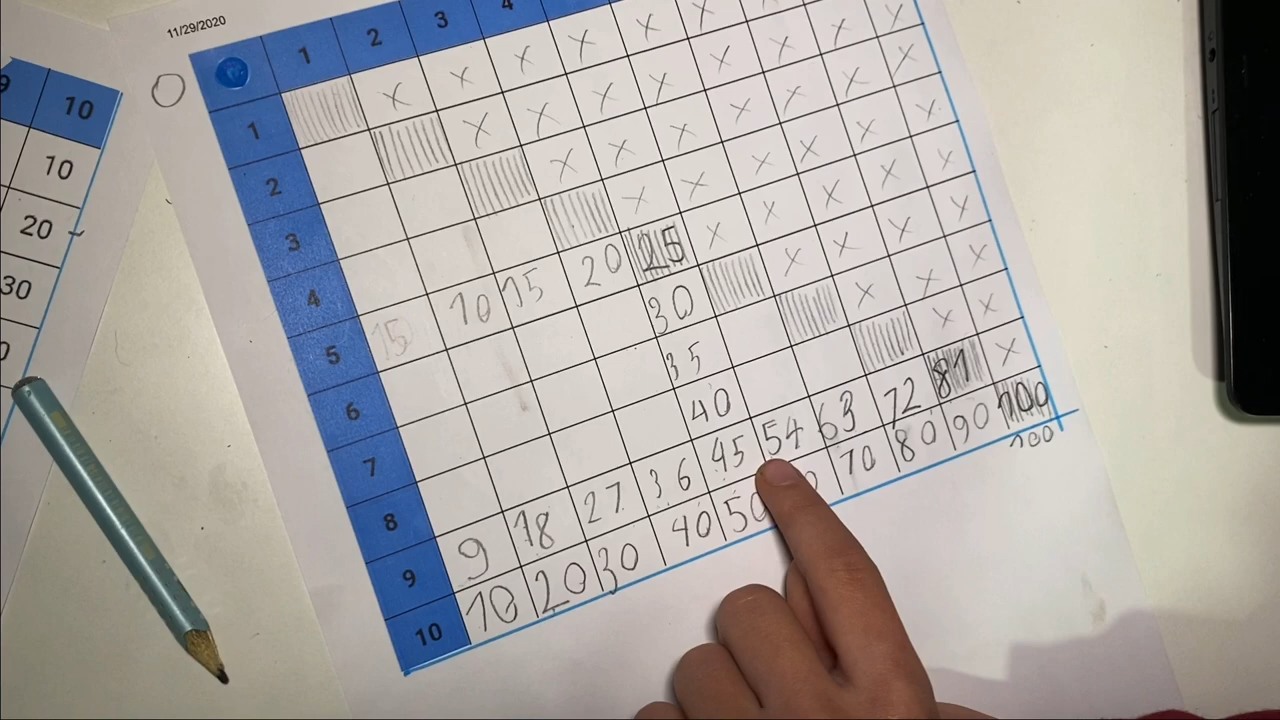 11/29/2020
1 2 3 4
9 10
1 X X X X X X X X X
10
2 X X X X X X X X
20
3 X X X X X X X
30
4 X X X X X X
5 15 10 15 20 25 X X X X X
6 30 X X X X
7 35 X X X
8 40 X X
9 9 18 27 36 45 54 63 72 81 X
10 10 20 30 40 50 70 80 90 100
100